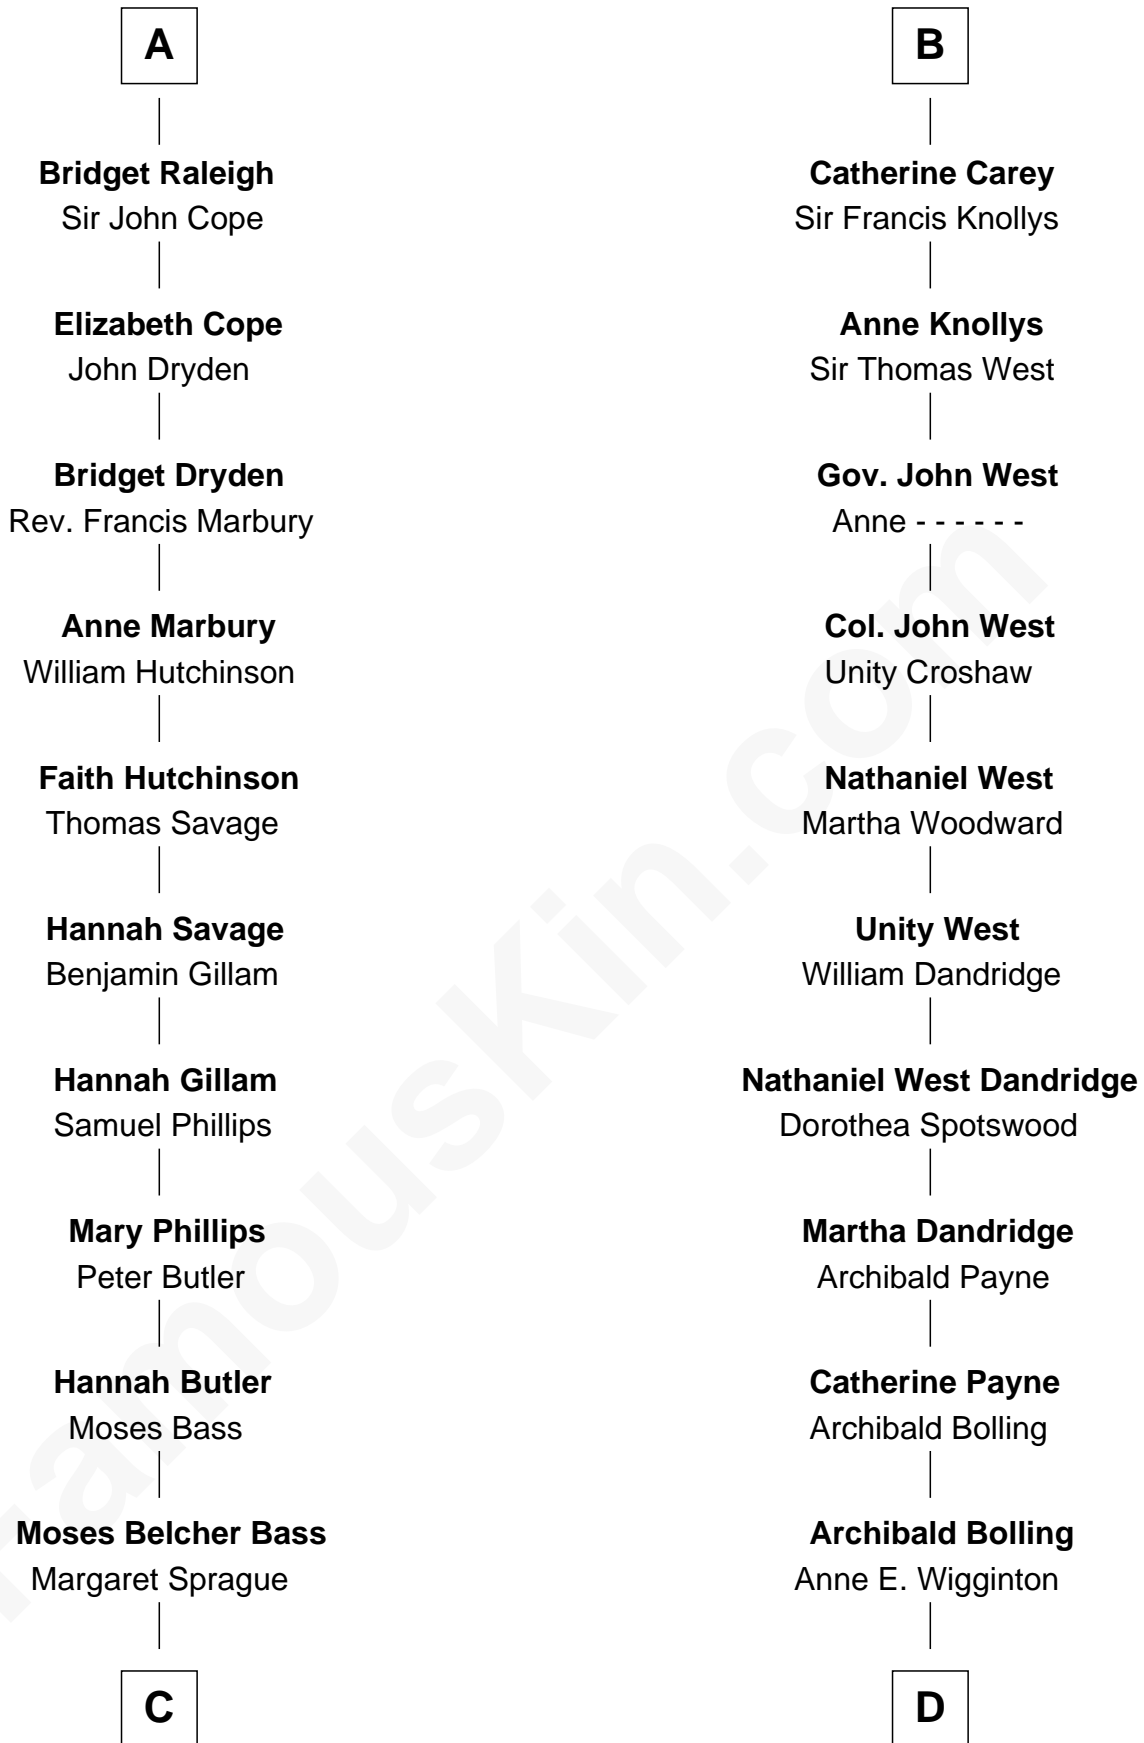 A
Bridget Raleigh
Sir John Cope
Elizabeth Cope
John Dryden
Bridget Dryden
Rev. Francis Marbury
Anne Marbury
William Hutchinson
Faith Hutchinson
Thomas Savage
Hannah Savage
Benjamin Gillam
Hannah Gillam
Samuel Phillips
Mary Phillips
Peter Butler
Hannah Butler
Moses Bass
Moses Belcher Bass
Margaret Sprague
C
B
Catherine Carey
Sir Francis Knollys
Anne Knollys
Sir Thomas West
Gov. John West
Anne - - - - - -
Col. John West
Unity Croshaw
Nathaniel West
Martha Woodward
Unity West
William Dandridge
Nathaniel West Dandridge
Dorothea Spotswood
Martha Dandridge
Archibald Payne
Catherine Payne
Archibald Bolling
Archibald Bolling
Anne E. Wigginton
D
FamousKin.com